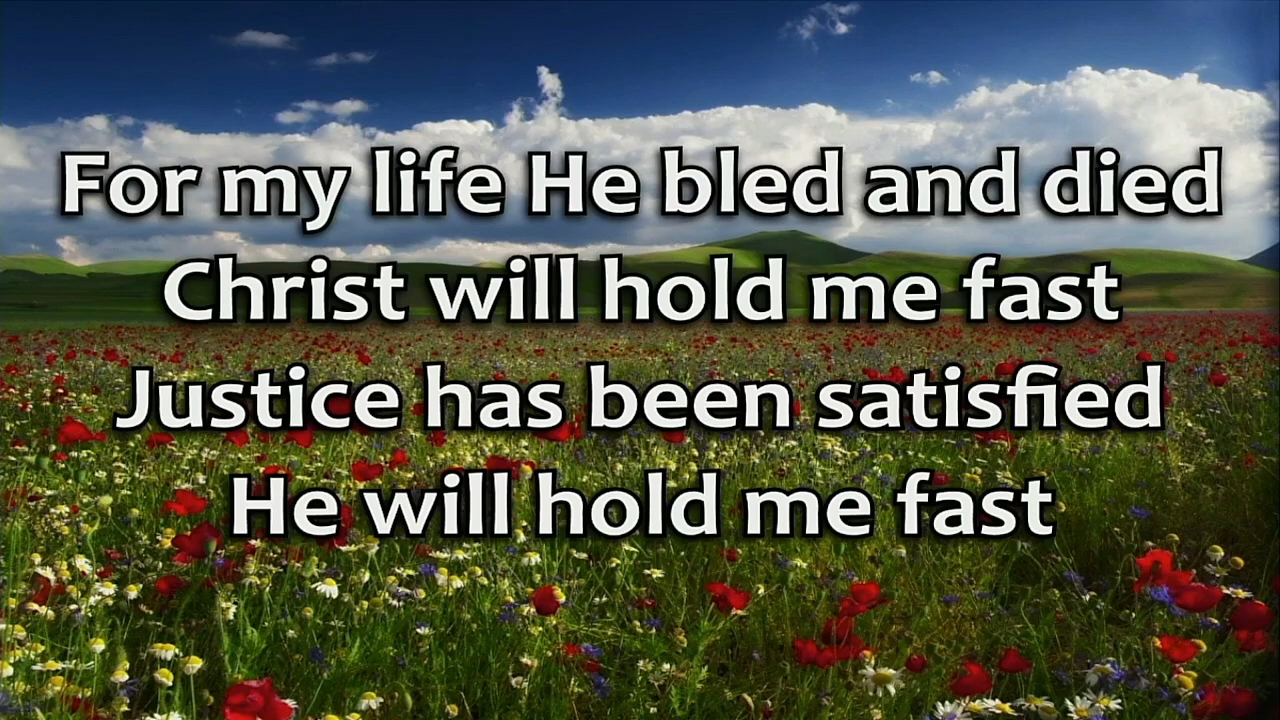 For my life He bled and died
Christ will hold me fast
Justice has been satisfied
He will hold me fast